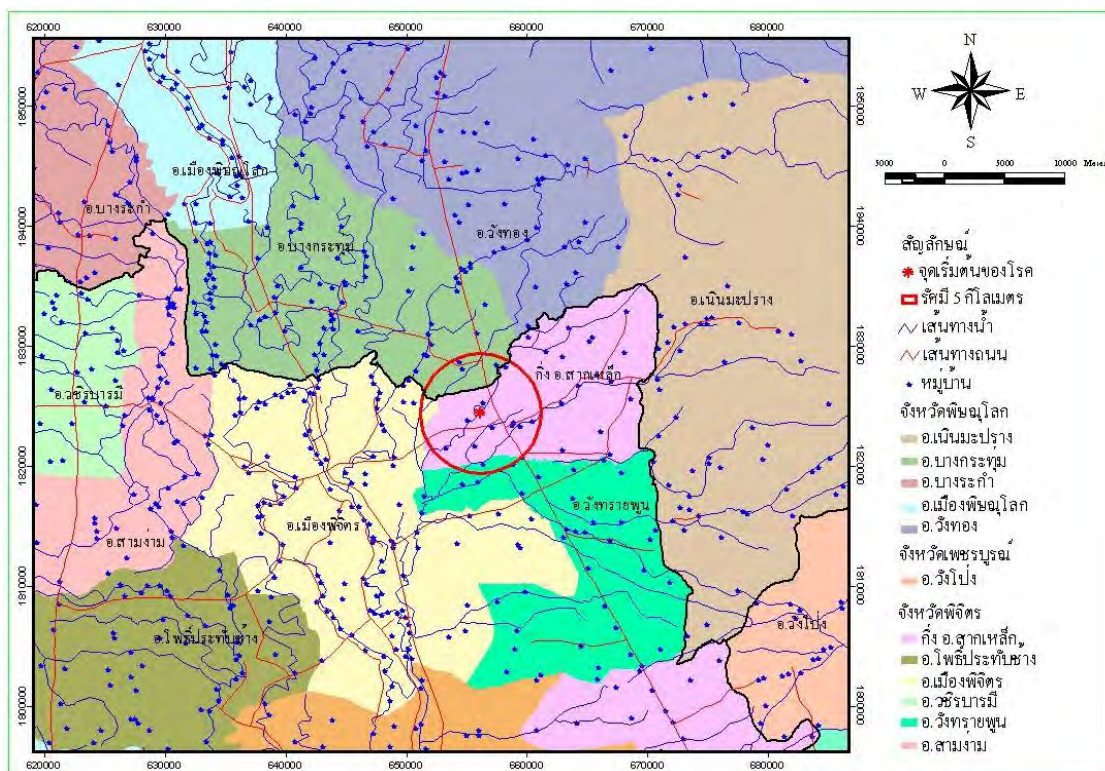 620000 630000 640000 650000 660000 670000 680000
N
W E
S
5000 0 5000 10000
1850000 1850000
อ.เมืองพิษณุโลก
อ.บางระกำ
1840000 1840000
อ.บางกระทุ่ม
อ.วังทอง
อ.เนินมะปราง
1830000 1830000
กิ่ง อ.สากเหล็ก
อ.วชิรบารมี
1820000 1820000
อ.วังทรายพูน
อ.เมืองพิจิตร
อ.สามงาม
1810000 1810000
อ.โพธิ์ประทับช้าง
อ.วังโป่ง
1800000 1800000
620000 630000 640000 650000 660000 670000 680000
สัญลักษณ์
จุดเริ่มต้นของโรค
รัศมี 5 กิโลเมตร
เส้นทางน้ำ
เส้นทางถนน
หมู่บ้าน
จังหวัดพิษณุโลก
อ.เนินมะปราง
อ.บางกระทุ่ม
อ.บางระกำ
อ.เมืองพิษณุโลก
อ.วังทอง
จังหวัดเพชรบูรณ์
อ.วังโป่ง
จังหวัดพิจิตร
กิ่ง อ.สากเหล็ก
อ.โพธิ์ประทับช้าง
อ.เมืองพิจิตร
อ.วชิรบารมี
อ.วังทรายพูน
อ.สามงาม